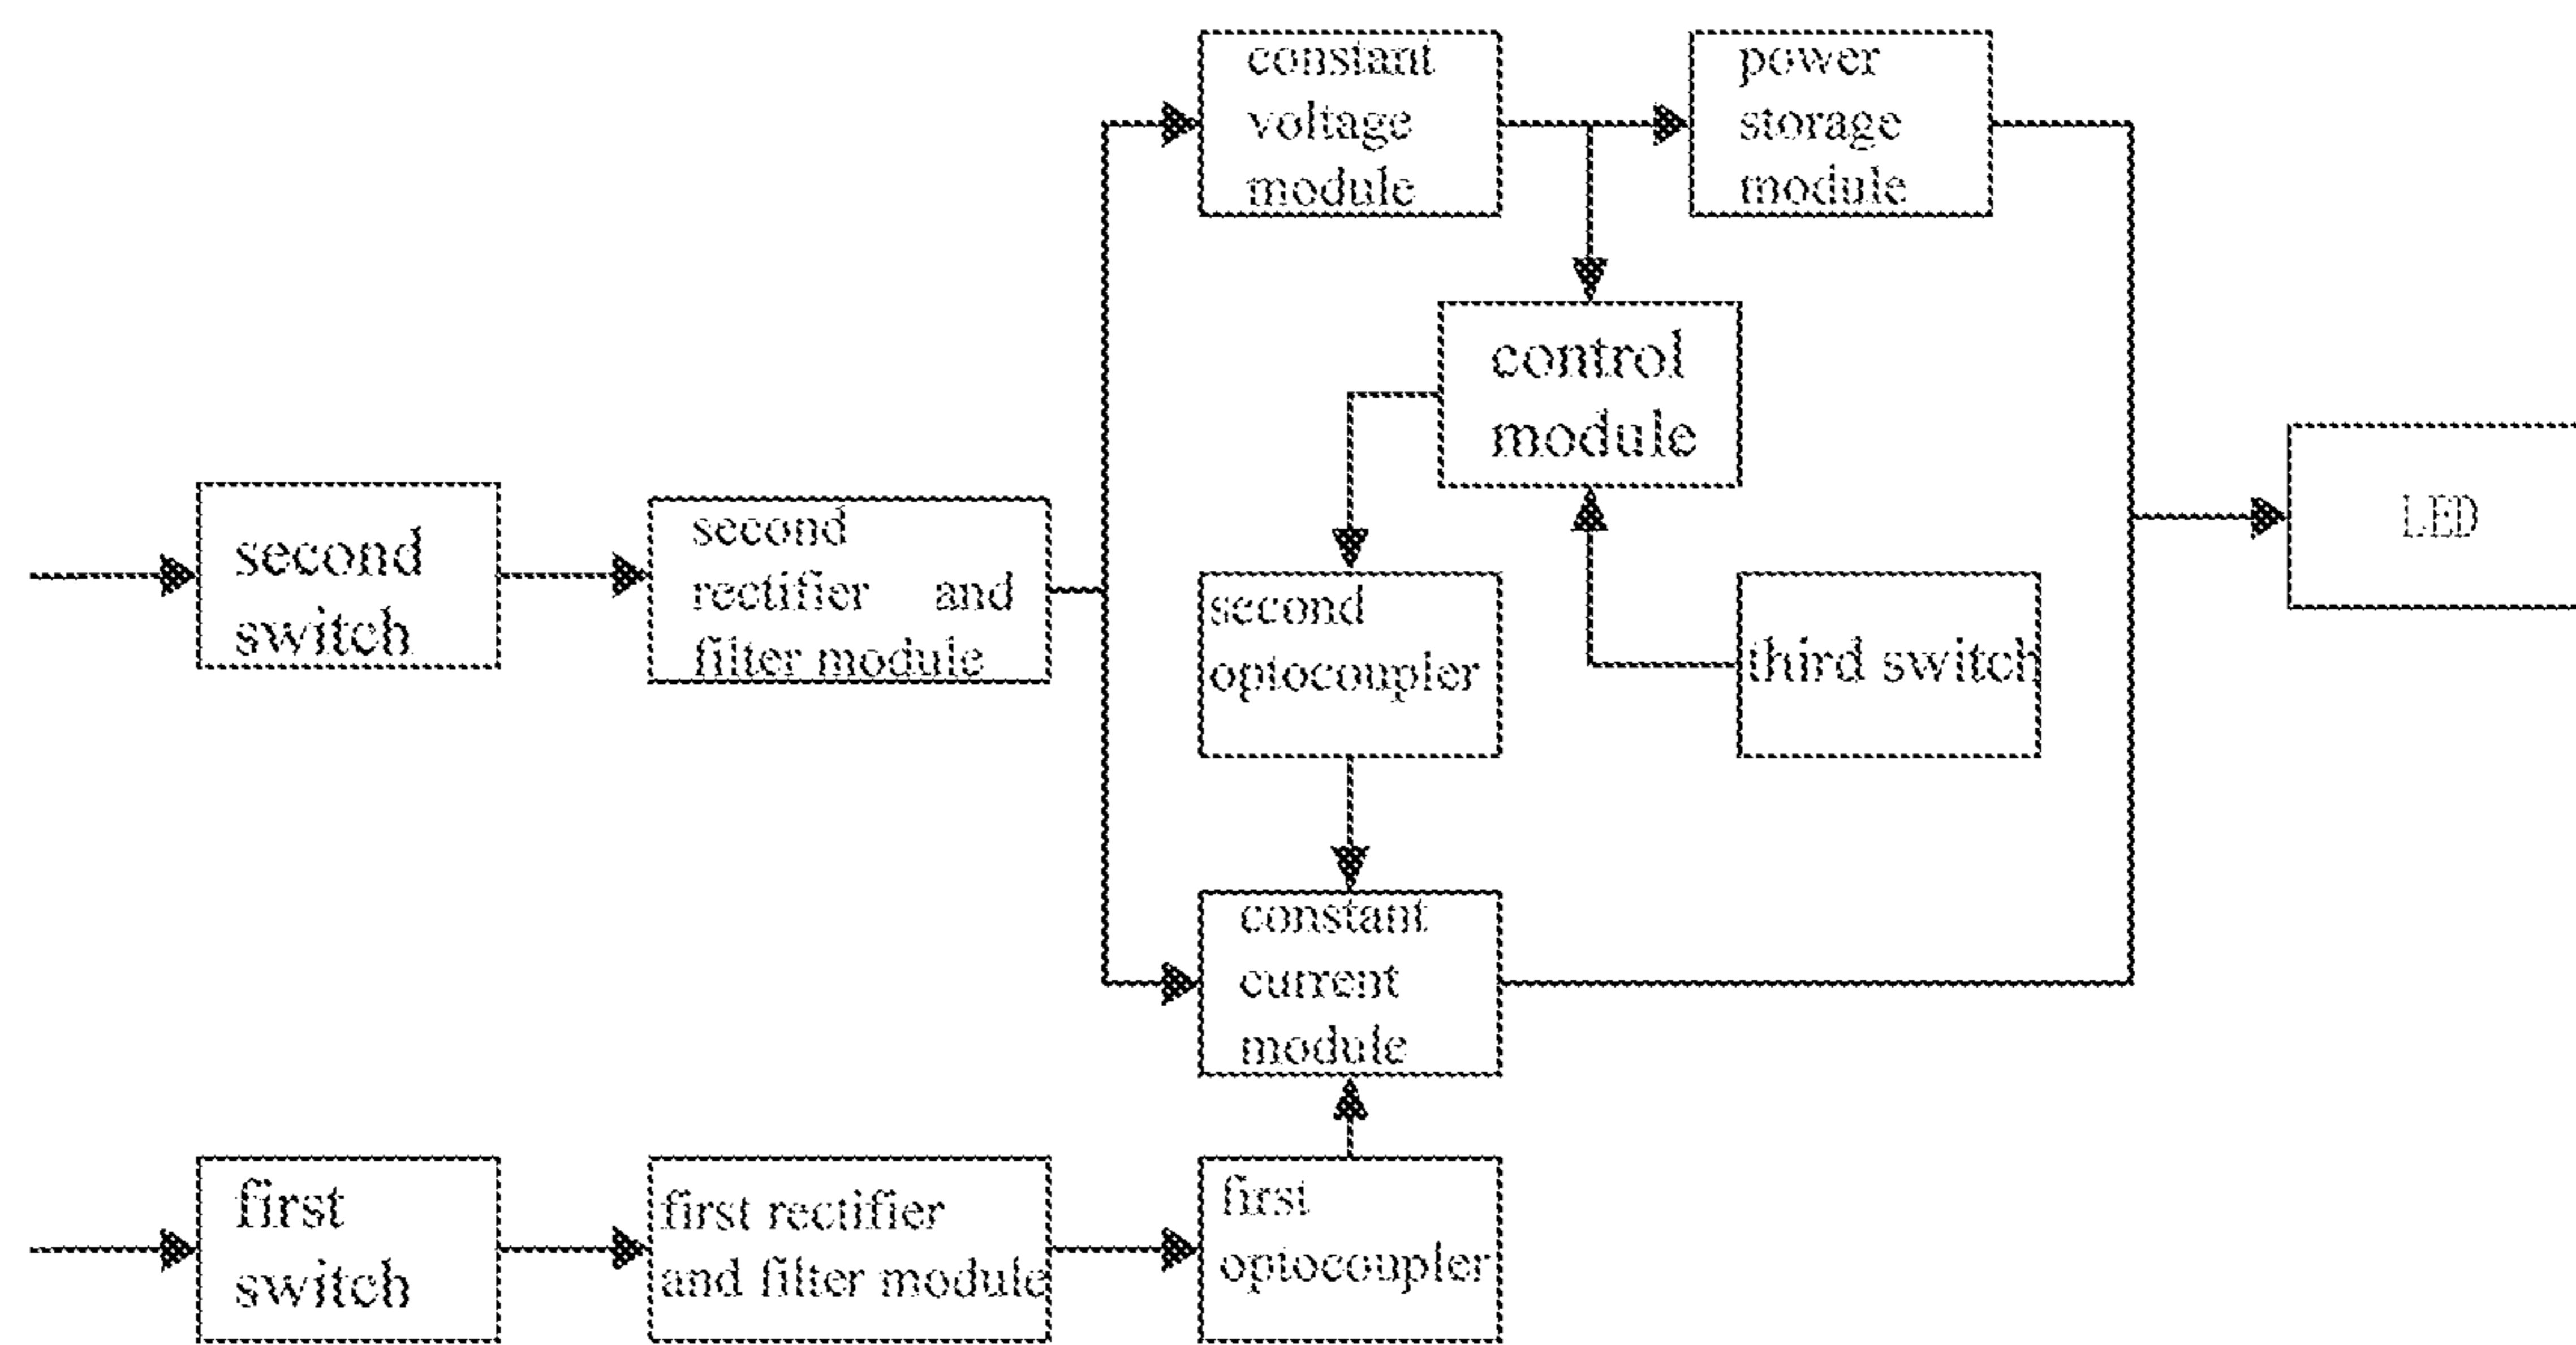 constant
voltage
module
power
storage
module
control
module
second
switch
second
rectifier and
filter module
second
optocoupler
third switch
LED
constant
current
module
first
switch
first rectifier
and filter module
first
optocoupler